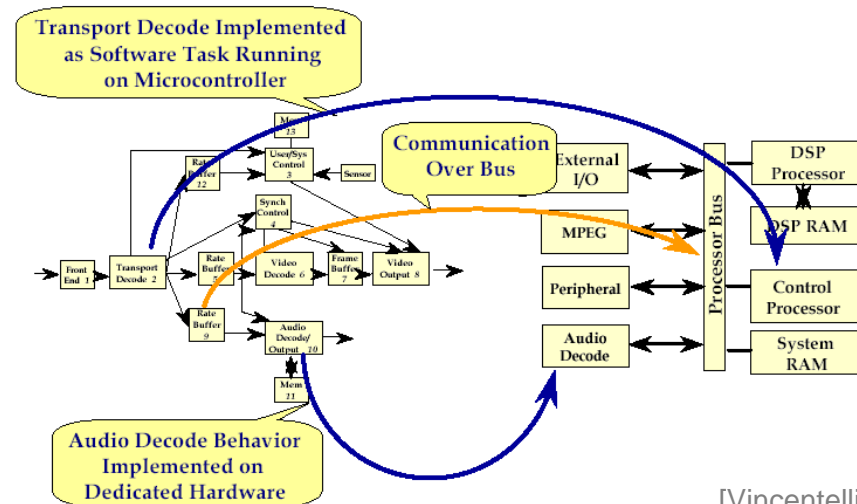 Transport Decode Implemented
as Software Task Running
on Microcontroller
Communication
Over Bus
13
User/Sys
Control
3
Sensor
Buffer
12
Synch
Control
4
Front
End 1
Transport
Decode 2
Rate
Buffer
5
Video
Decode 6
Frame
Buffer
7
Video
Output 8
Rate
Buffer
9
Audio
Decode/
Output 10
Mem
11
Audio Decode Behavior
Implemented on
Dedicated Hardware
External
I/O
MPEG
Peripheral
Audio
Decode
Processor Bus
DSP
Processor
DSP RAM
Control
Processor
System
RAM
[Vincentelli